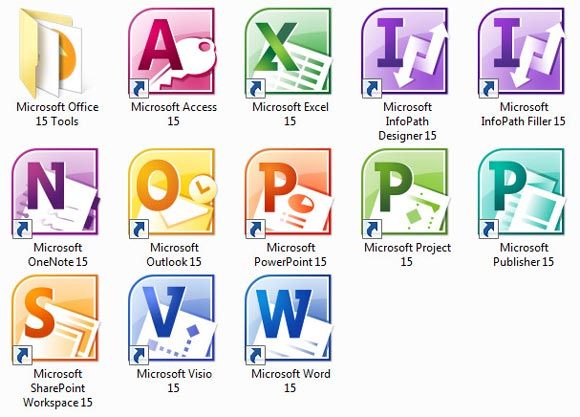 A
X
I
I
Microsoft Office
15 Tools
Microsoft Access
15
Microsoft Excel
15
Microsoft
InfoPath
Designer 15
Microsoft
InfoPath Filler 15
N
O
P
P
P
Microsoft
OneNote 15
Microsoft
Outlook 15
Microsoft
PowerPoint 15
Microsoft Project
15
Microsoft
Publisher 15
S
V
W
Microsoft
SharePoint
Workspace 15
Microsoft Visio
15
Microsoft Word
15